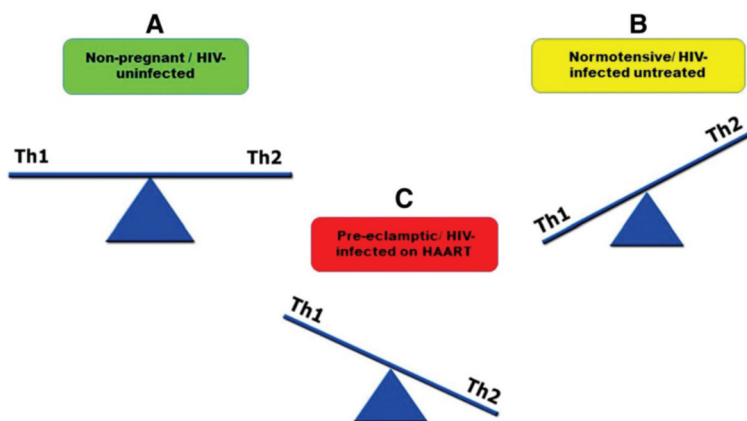 A
Non-pregnant / HIV-
uninfected
Th1
Th2
B
Normotensive/ HIV-
infected untreated
Th1
Th2
C
Pre-eclamptic/ HIV-
infected on HAART
Th1
Th2